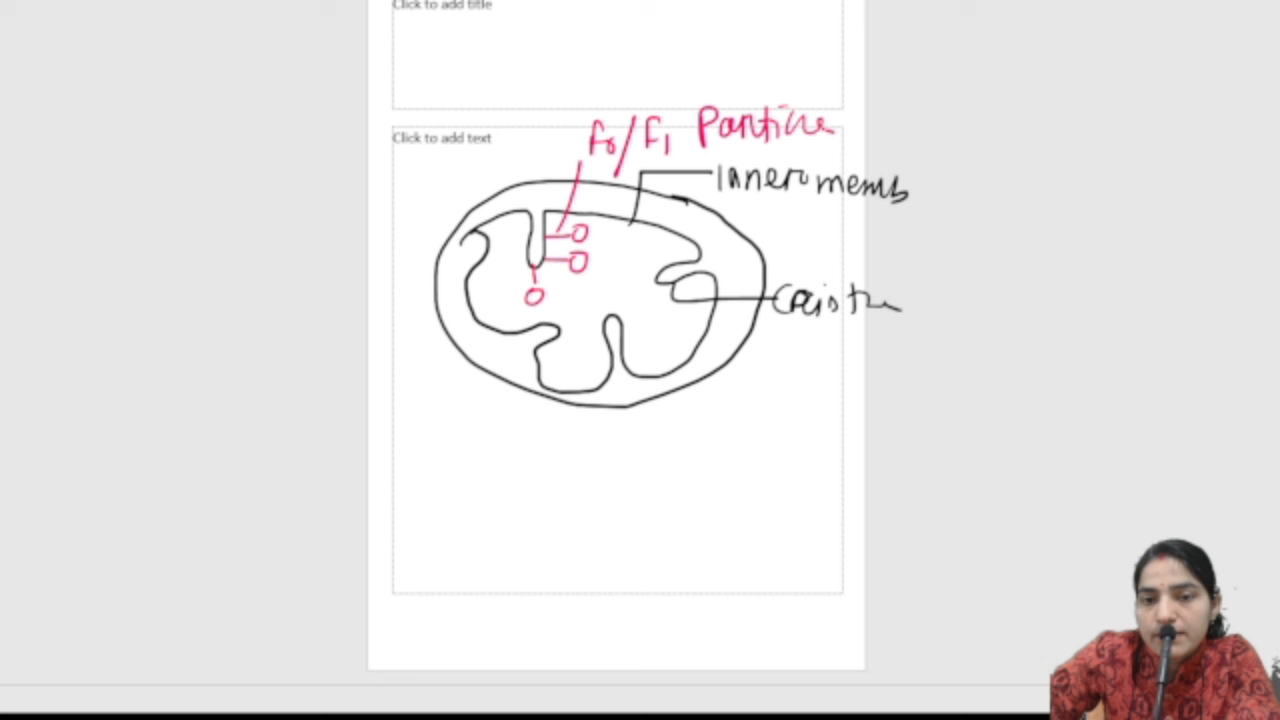 Click to add title
Click to add text
F0/F1 Particle
Inner memb
Cristae